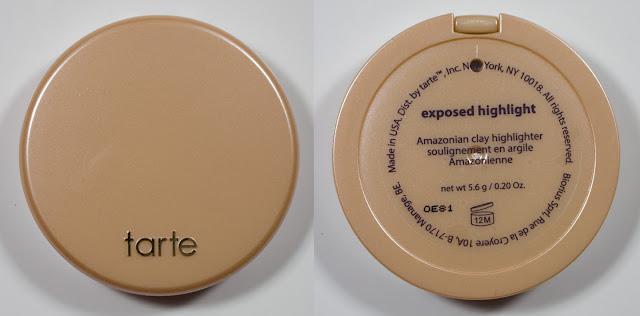 tarte
Made in USA. Dist. by tarte™, Inc. New York, NY 10018. All rights reserved.
Biorius Sprl, Rue de la Croyere 10A, B-7170 Manage, BE.
exposed highlight
Amazonian clay highlighter
soulignement en argile
Amazonienne
net wt 5.6 g / 0.20 Oz.
0E81
12M